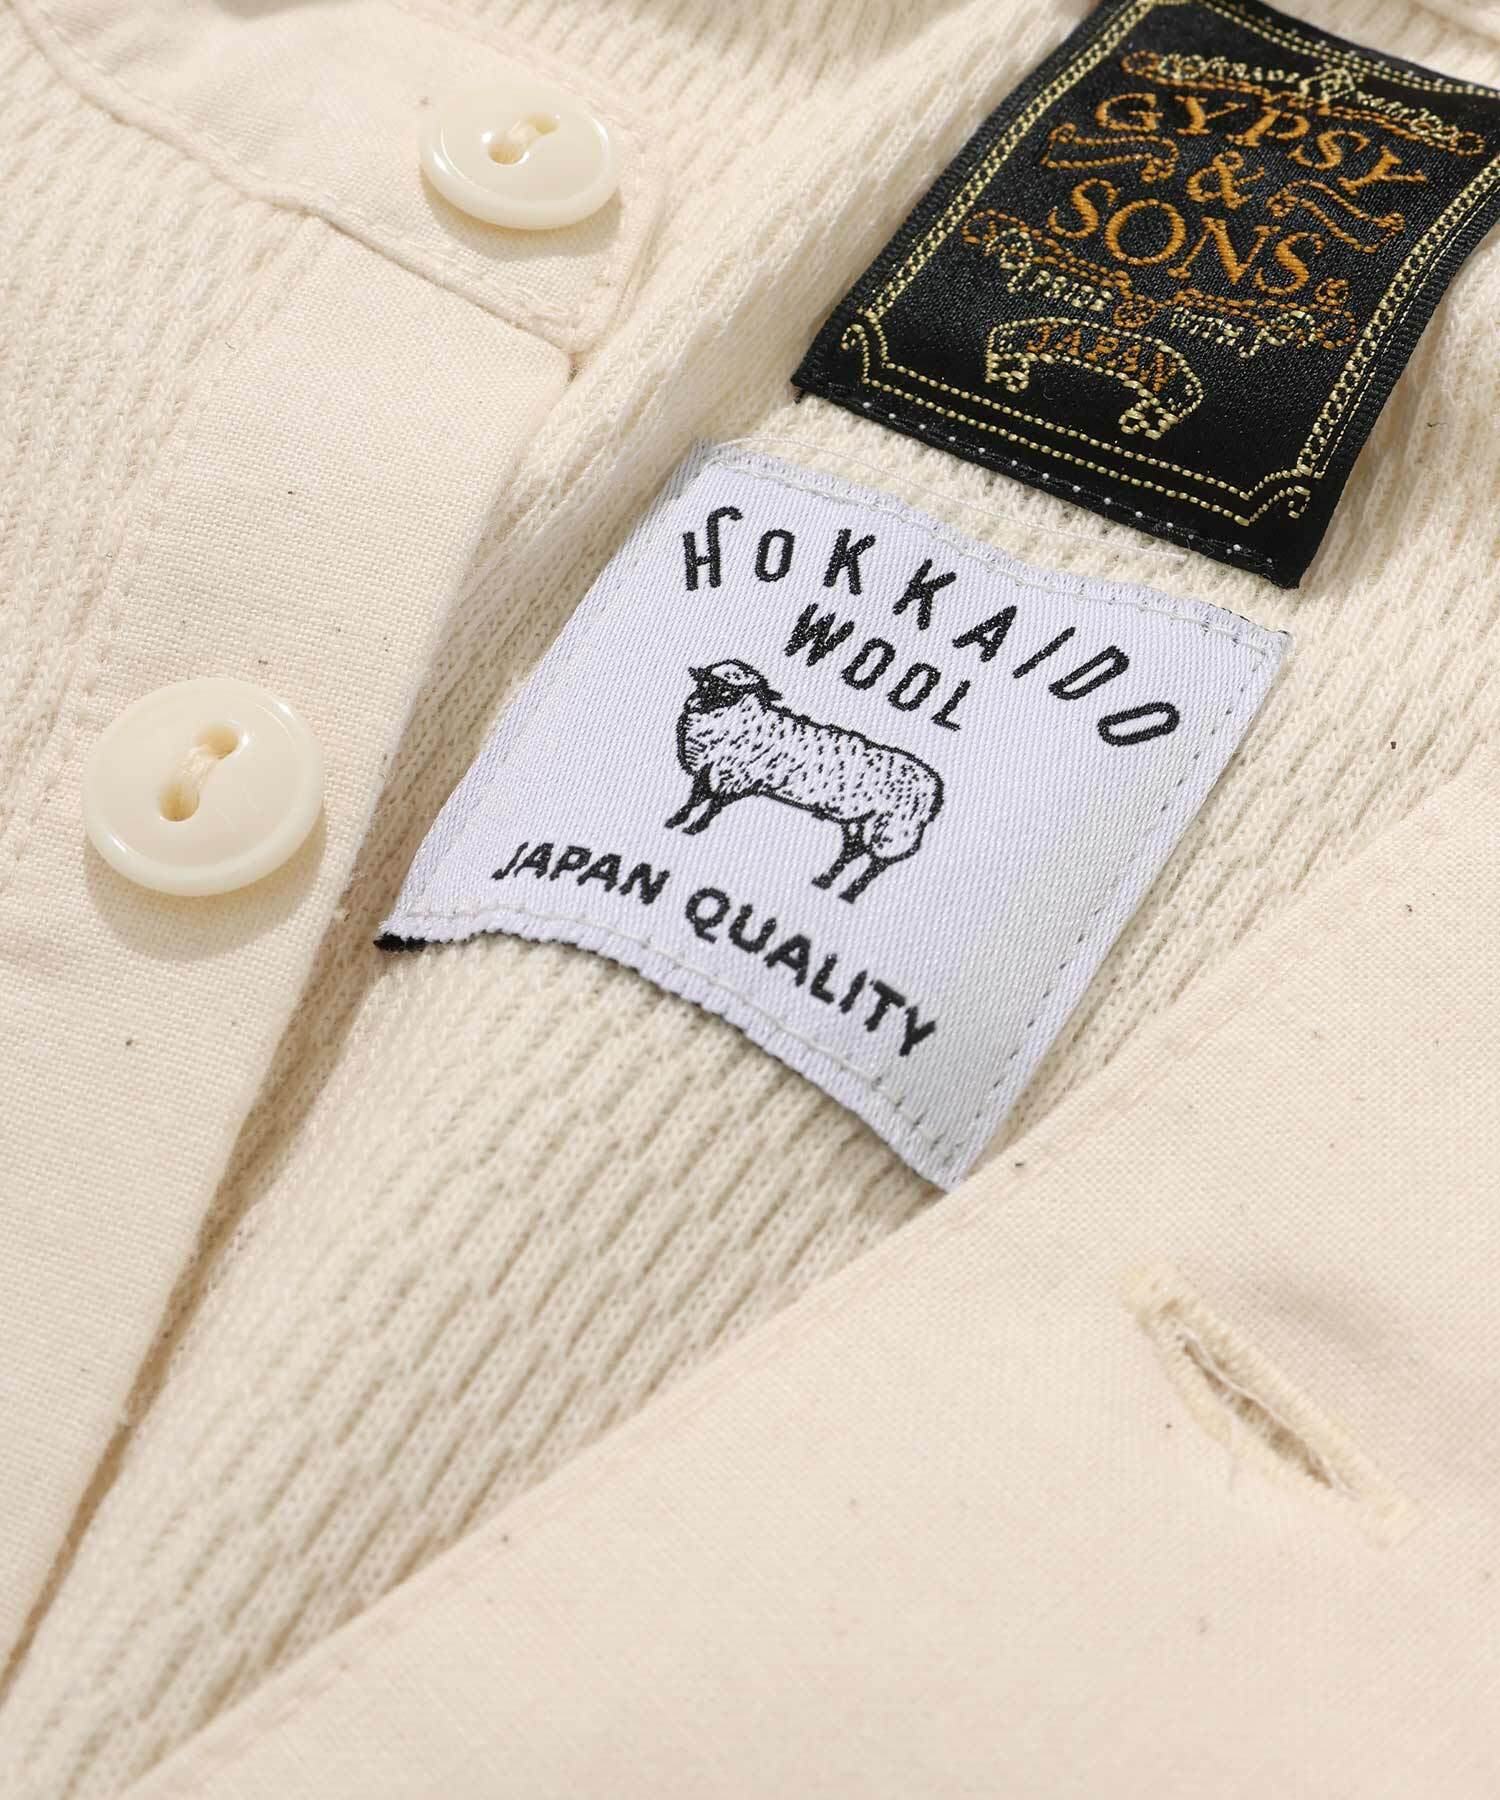 GYPSY
&
SONS
JAPAN
HOKKAIDO
WOOL
JAPAN QUALITY